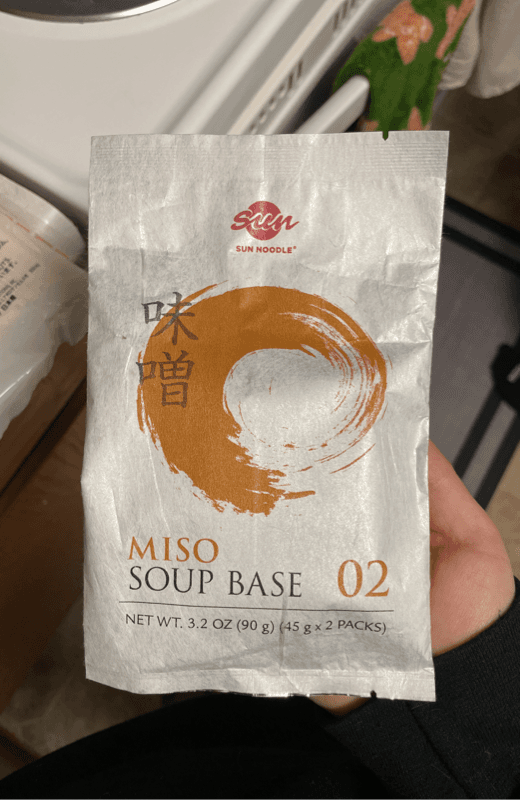 sun
SUN NOODLE®
味噌
MISO
SOUP BASE 02
NET WT. 3.2 OZ (90 g) (45 g x 2 PACKS)